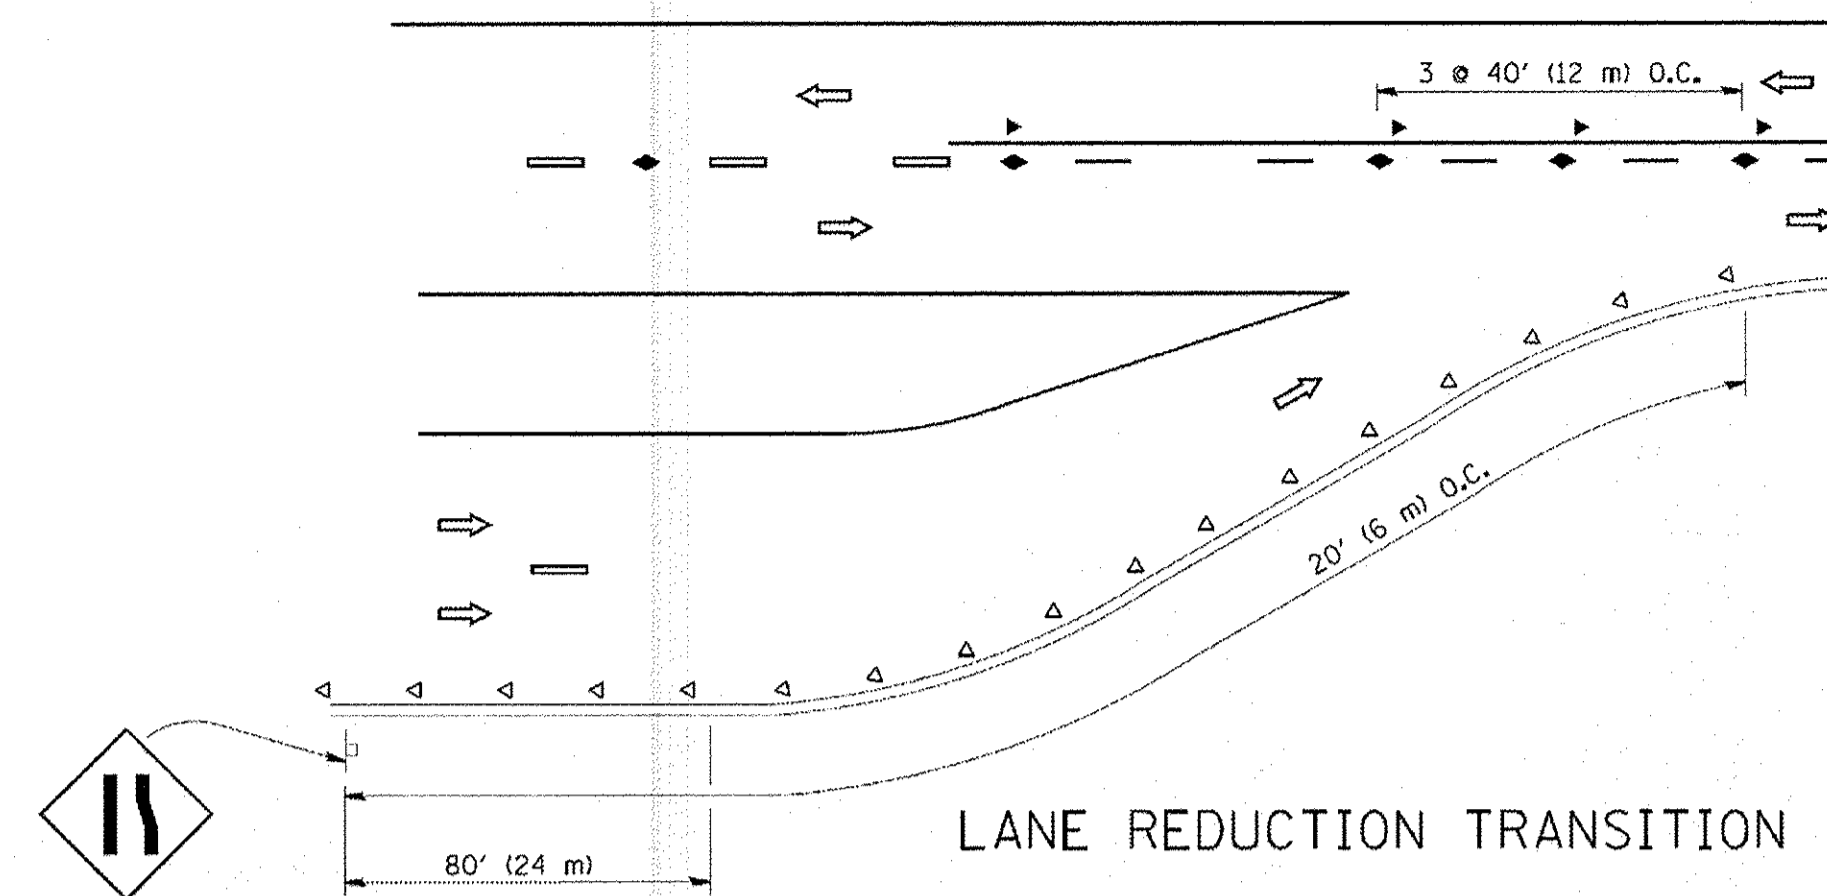 3 @ 40' (12 m) O.C.
20' (6 m) O.C.
LANE REDUCTION TRANSITION
80' (24 m)